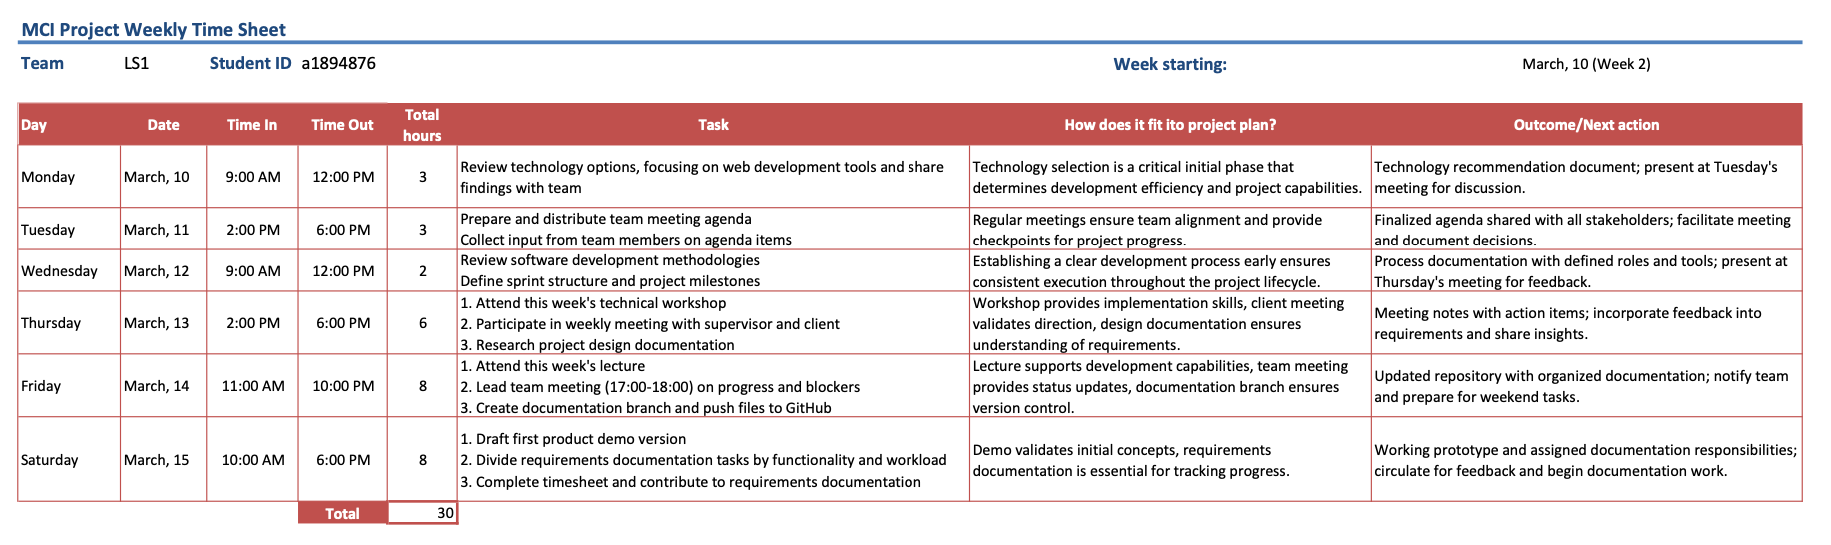 MCI Project Weekly Time Sheet
Team LS1 Student ID a1894876 Week starting: March, 10 (Week 2)
Day Date Time In Time Out Total hours Task How does it fit ito project plan? Outcome/Next action
Monday March, 10 9:00 AM 12:00 PM 3
Review technology options, focusing on web development tools and share
findings with team
Technology selection is a critical initial phase that
determines development efficiency and project capabilities.
Technology recommendation document; present at Tuesday's
meeting for discussion.
Tuesday March, 11 2:00 PM 6:00 PM 3
Prepare and distribute team meeting agenda
Collect input from team members on agenda items
Regular meetings ensure team alignment and provide
checkpoints for project progress.
Finalized agenda shared with all stakeholders; facilitate meeting
and document decisions.
Wednesday March, 12 9:00 AM 12:00 PM 2
Review software development methodologies
Define sprint structure and project milestones
Establishing a clear development process early ensures
consistent execution throughout the project lifecycle.
Process documentation with defined roles and tools; present at
Thursday's meeting for feedback.
Thursday March, 13 2:00 PM 6:00 PM 6
1. Attend this week's technical workshop
2. Participate in weekly meeting with supervisor and client
3. Research project design documentation
Workshop provides implementation skills, client meeting
validates direction, design documentation ensures
understanding of requirements.
Meeting notes with action items; incorporate feedback into
requirements and share insights.
Friday March, 14 11:00 AM 10:00 PM 8
1. Attend this week's lecture
2. Lead team meeting (17:00-18:00) on progress and blockers
3. Create documentation branch and push files to GitHub
Lecture supports development capabilities, team meeting
provides status updates, documentation branch ensures
version control.
Updated repository with organized documentation; notify team
and prepare for weekend tasks.
Saturday March, 15 10:00 AM 6:00 PM 8
1. Draft first product demo version
2. Divide requirements documentation tasks by functionality and workload
3. Complete timesheet and contribute to requirements documentation
Demo validates initial concepts, requirements
documentation is essential for tracking progress.
Working prototype and assigned documentation responsibilities;
circulate for feedback and begin documentation work.
Total 30